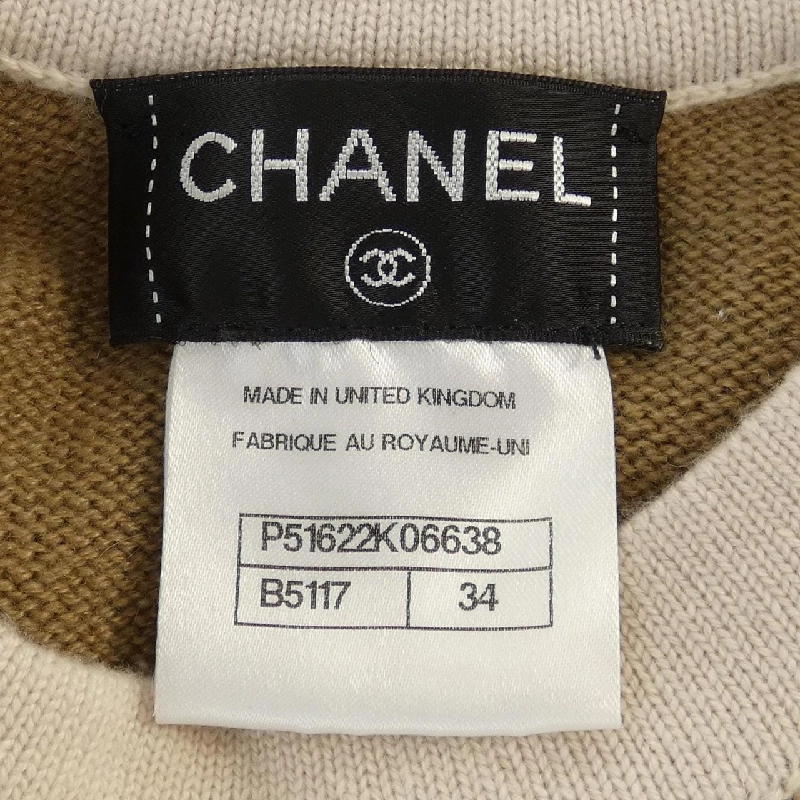 CHANEL
MADE IN UNITED KINGDOM
FABRIQUE AU ROYAUME-UNI
P51622K06638
B5117 34